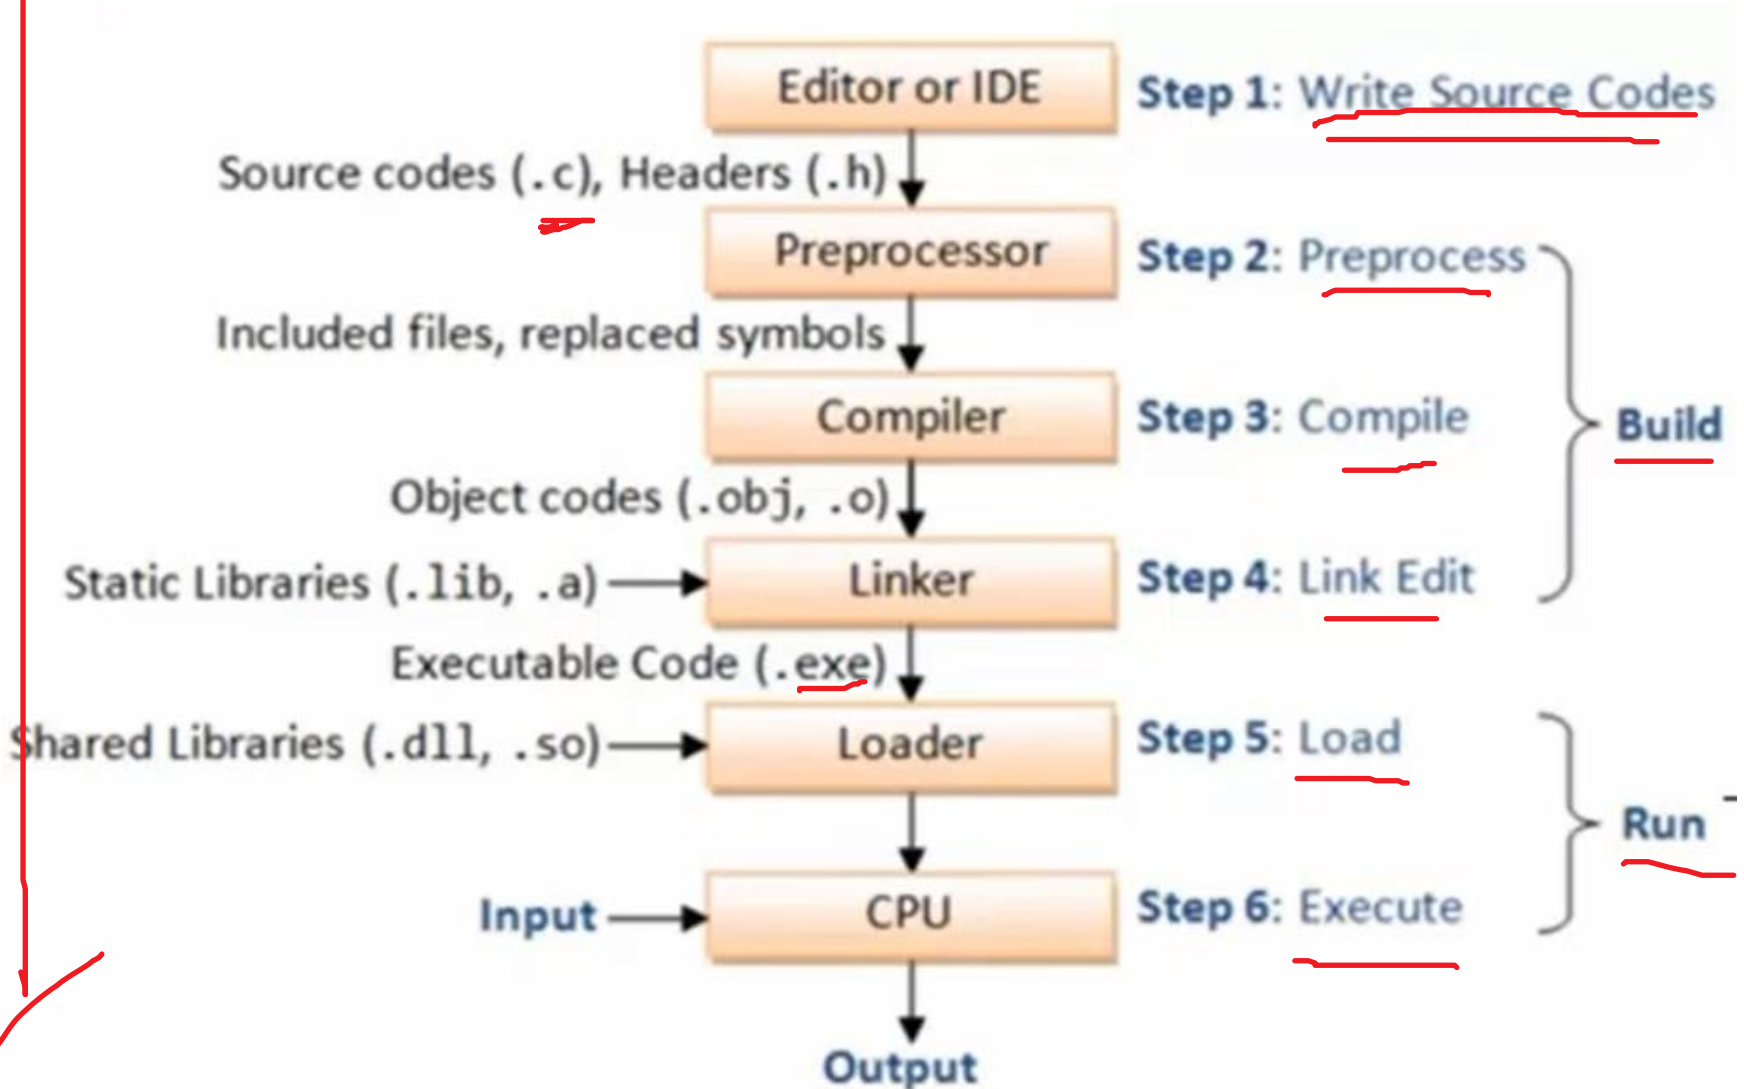 Editor or IDE Step 1: Write Source Codes
Source codes (.c), Headers (.h)
Preprocessor Step 2: Preprocess
Included files, replaced symbols
Compiler Step 3: Compile
Build
Object codes (.obj, .o)
Static Libraries (.lib, .a) Linker Step 4: Link Edit
Executable Code (.exe)
Shared Libraries (.dll, .so) Loader Step 5: Load
Run
Input CPU Step 6: Execute
Output